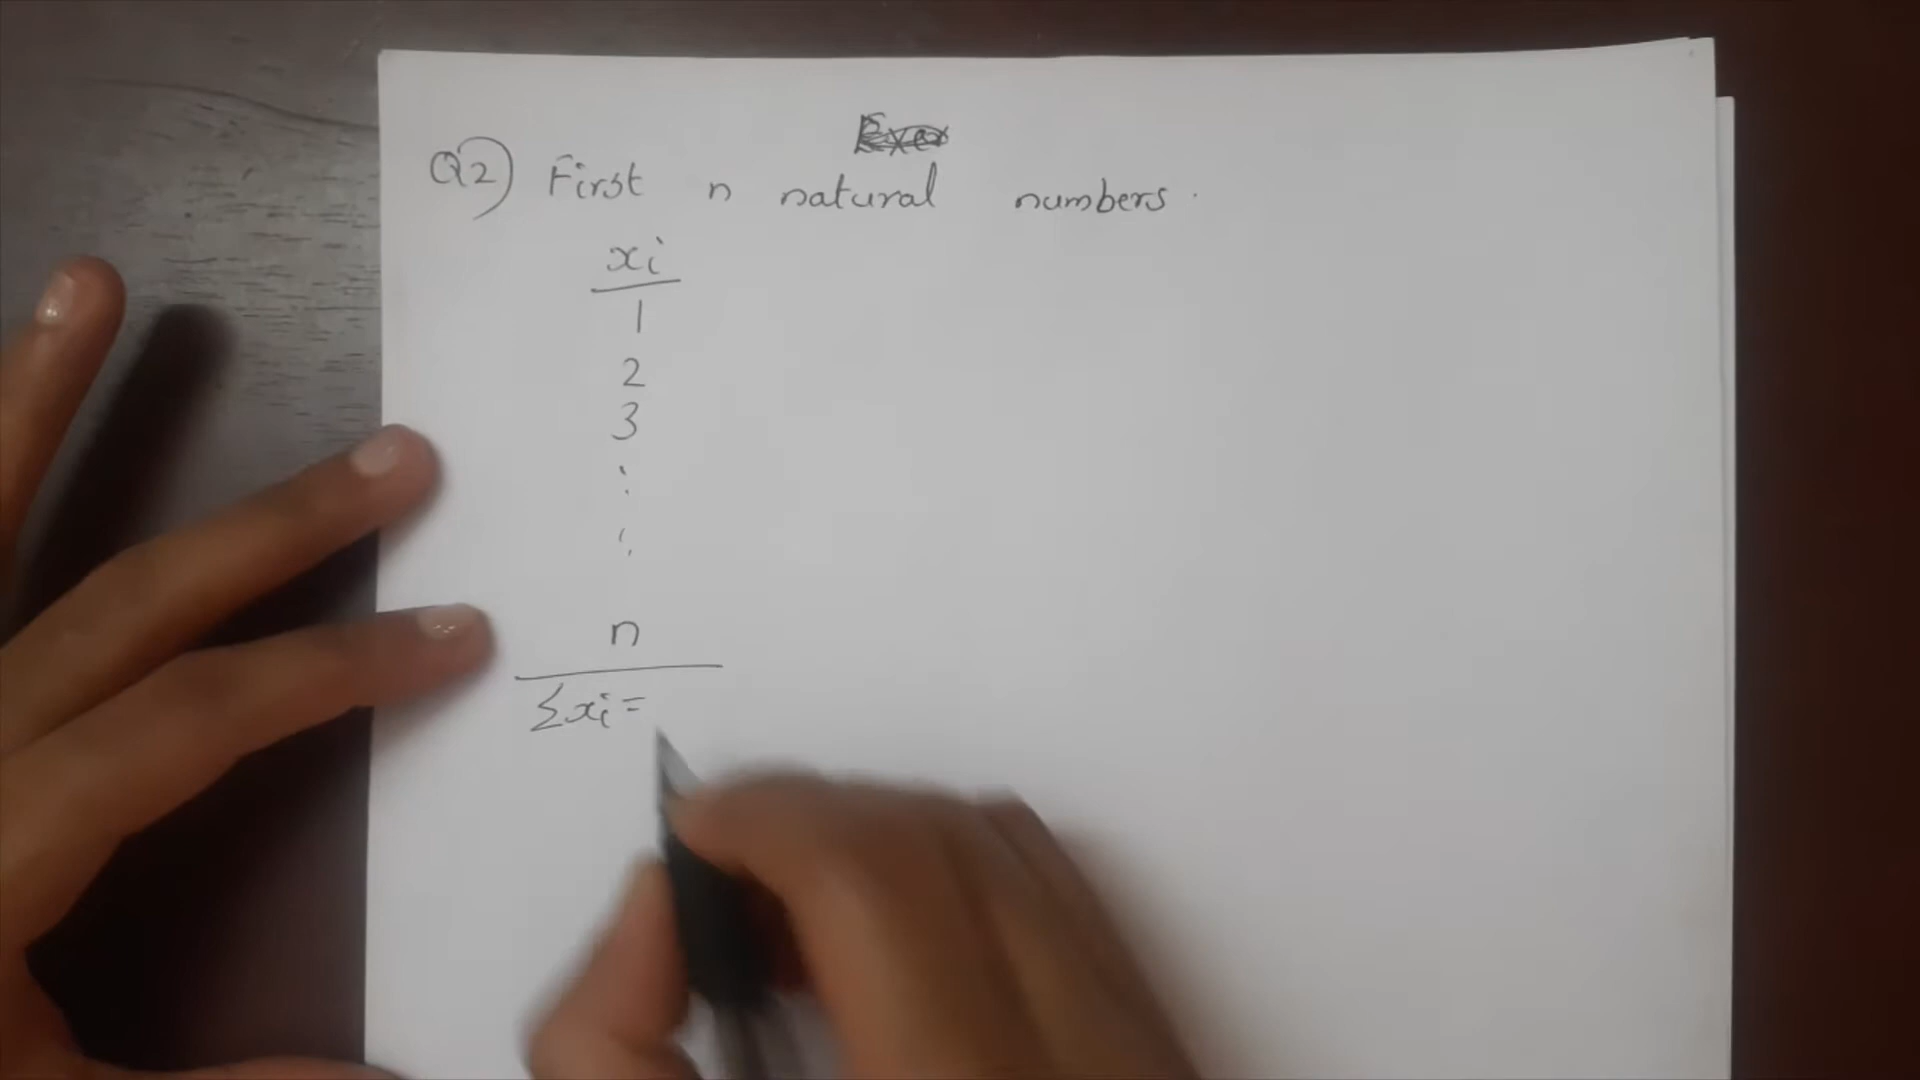 Q2) First n natural numbers.
xi
1
2
3
:
:
n
Σxi =